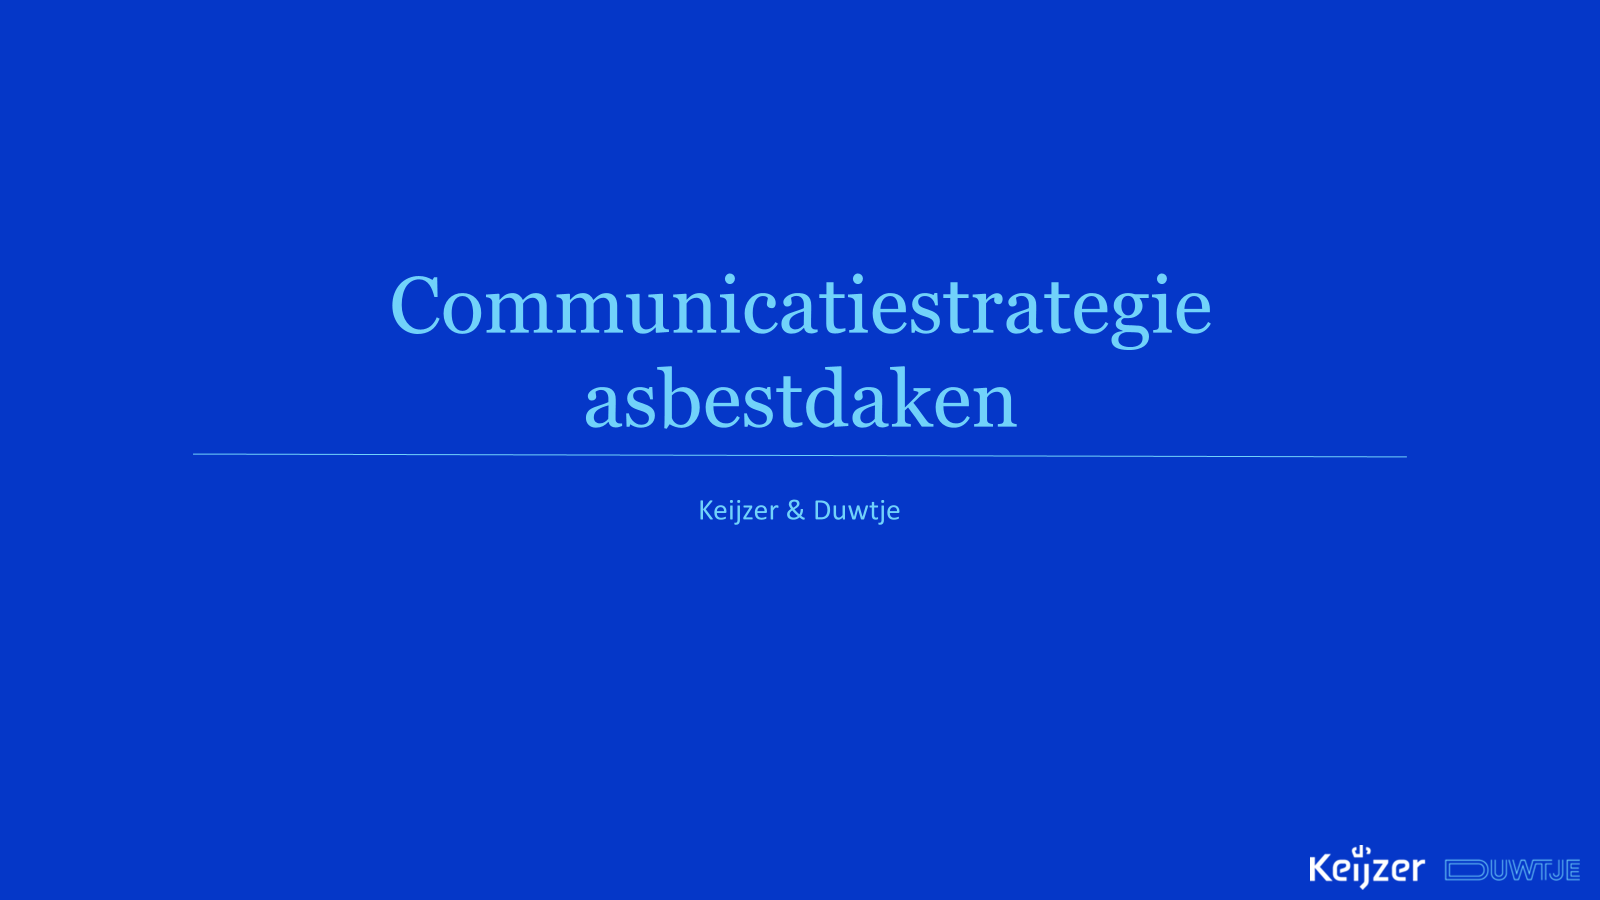 Communicatiestrategie
asbestdaken
Keijzer & Duwtje
Keijzer DUWTJE